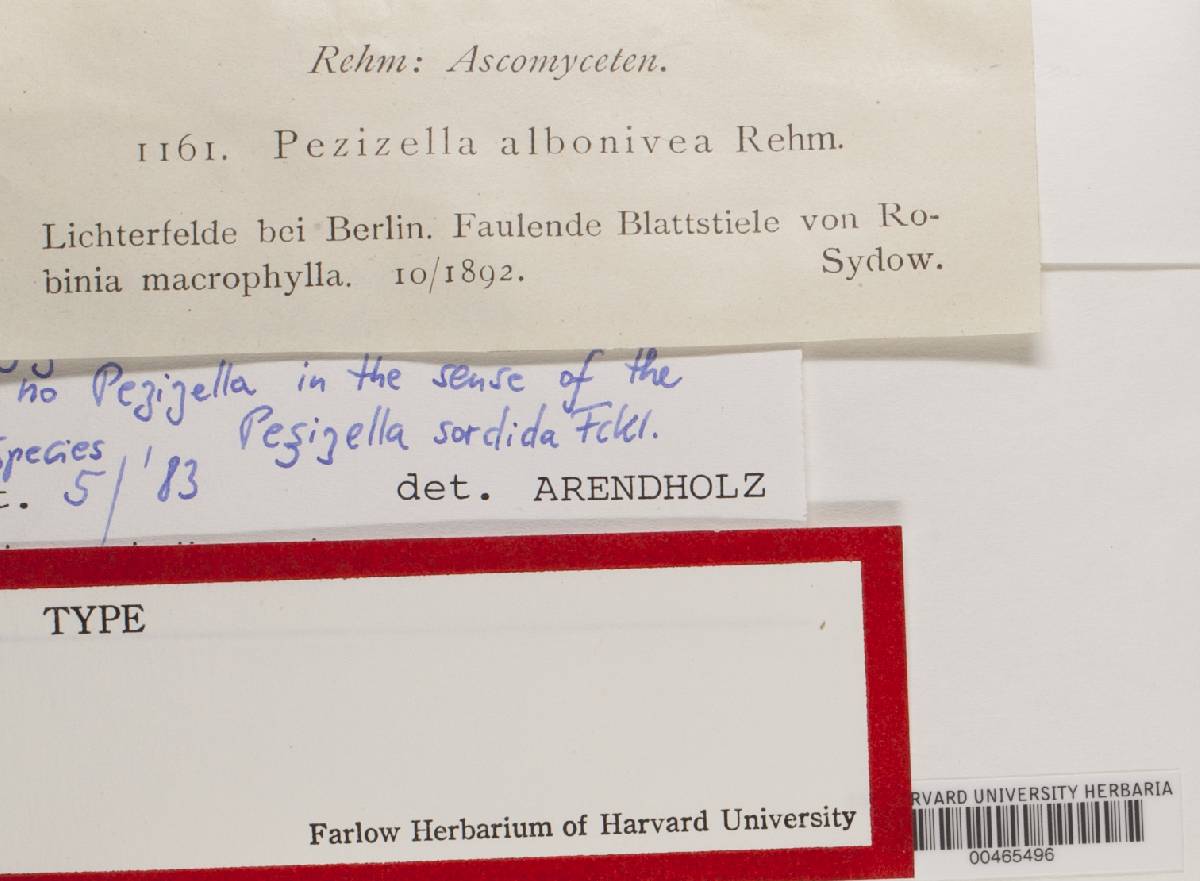 Rehm: Ascomyceten.
1161. Pezizella albonivea Rehm.
Lichterfelde bei Berlin. Faulende Blattstiele von Ro-
binia macrophylla. 10/1892. Sydow.
no Pezizella in the sense of the
species Pezizella sordida Fckl.
5/'83 det. ARENDHOLZ
TYPE
Farlow Herbarium of Harvard University
RVARD UNIVERSITY HERBARIA
00465496